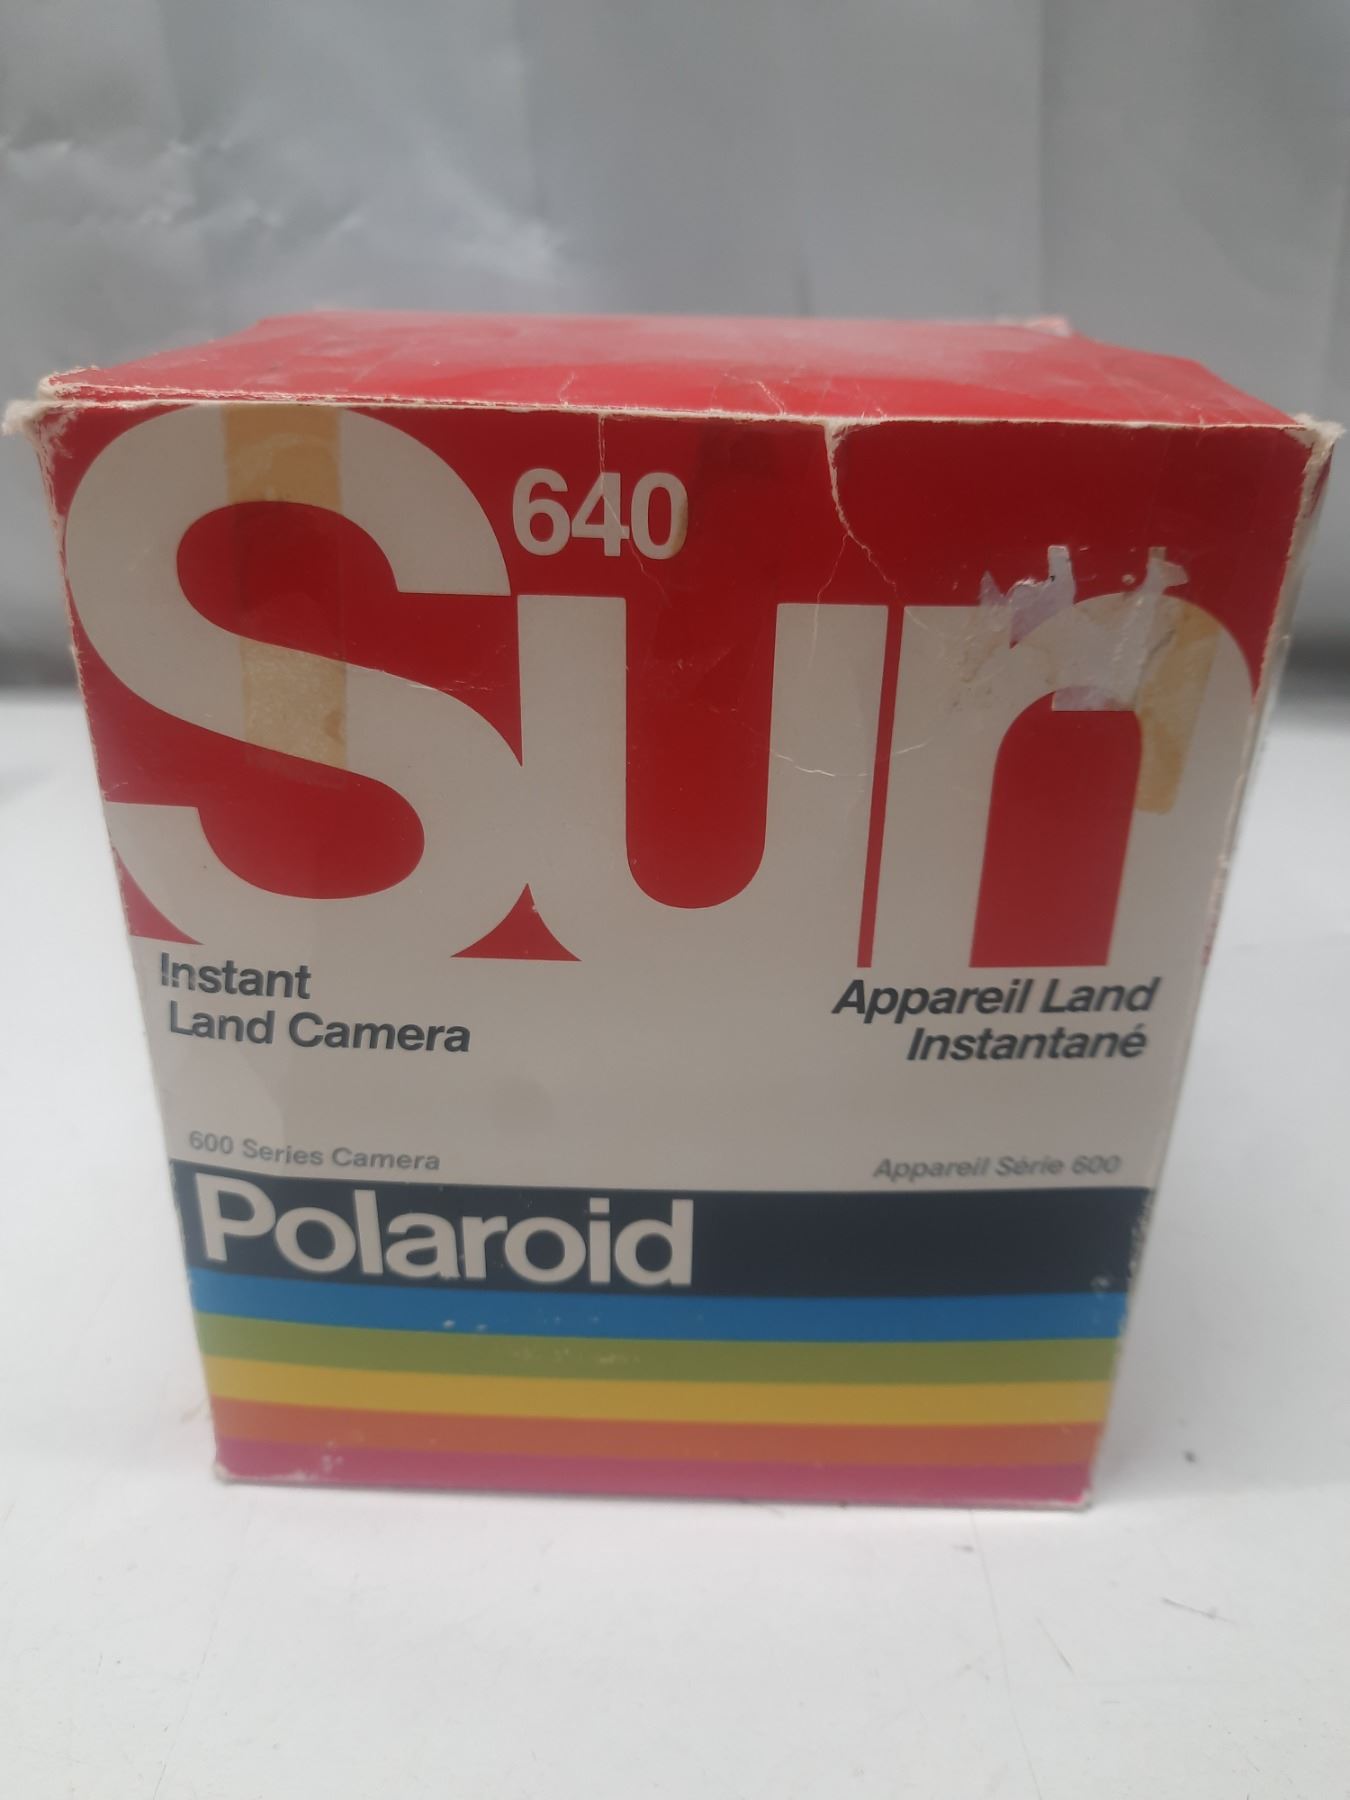 640
Sun
Instant
Land Camera
Appareil Land
Instantané
600 Series Camera
Appareil Série 600
Polaroid